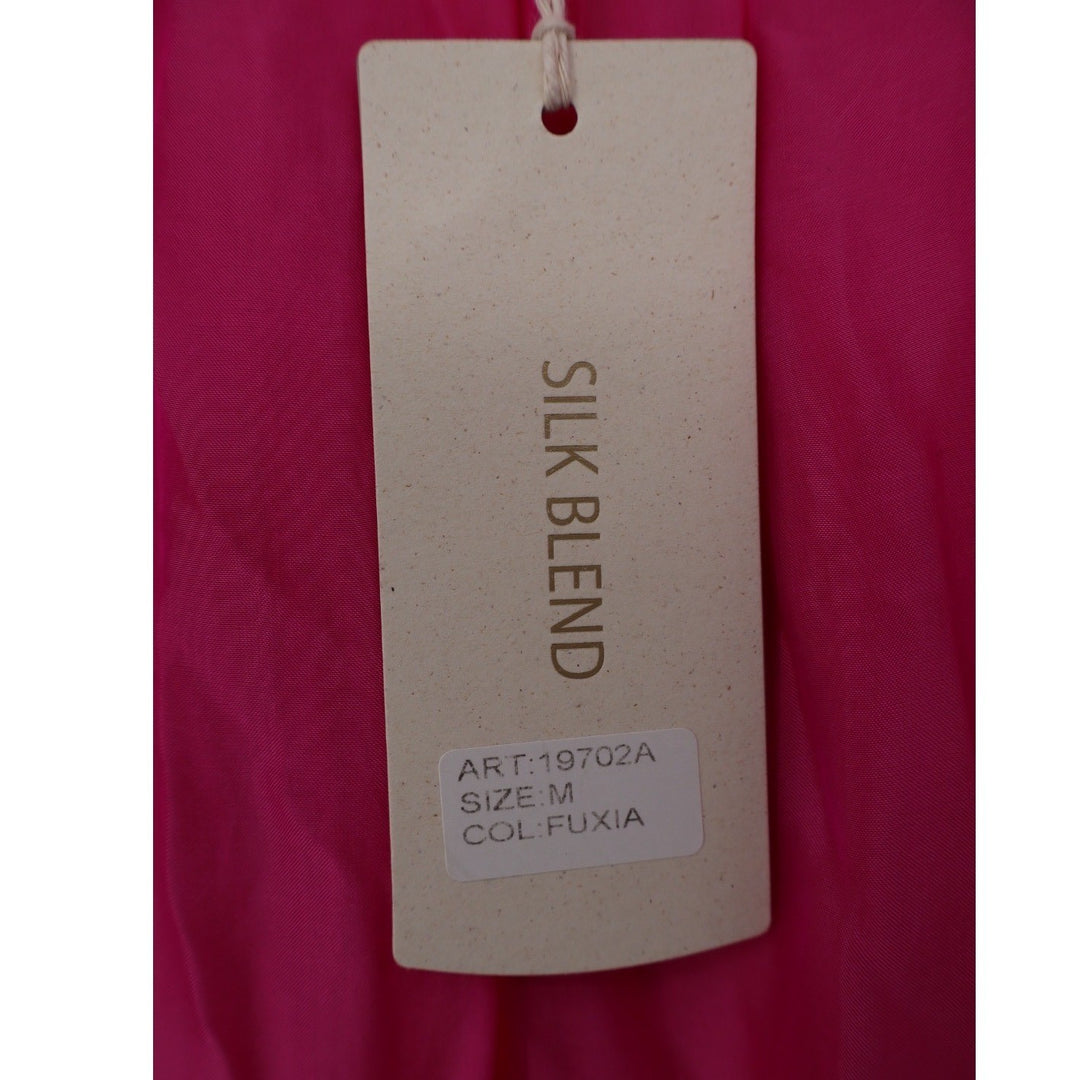 SILK BLEND
ART:19702A
SIZE:M
COL:FUXIA